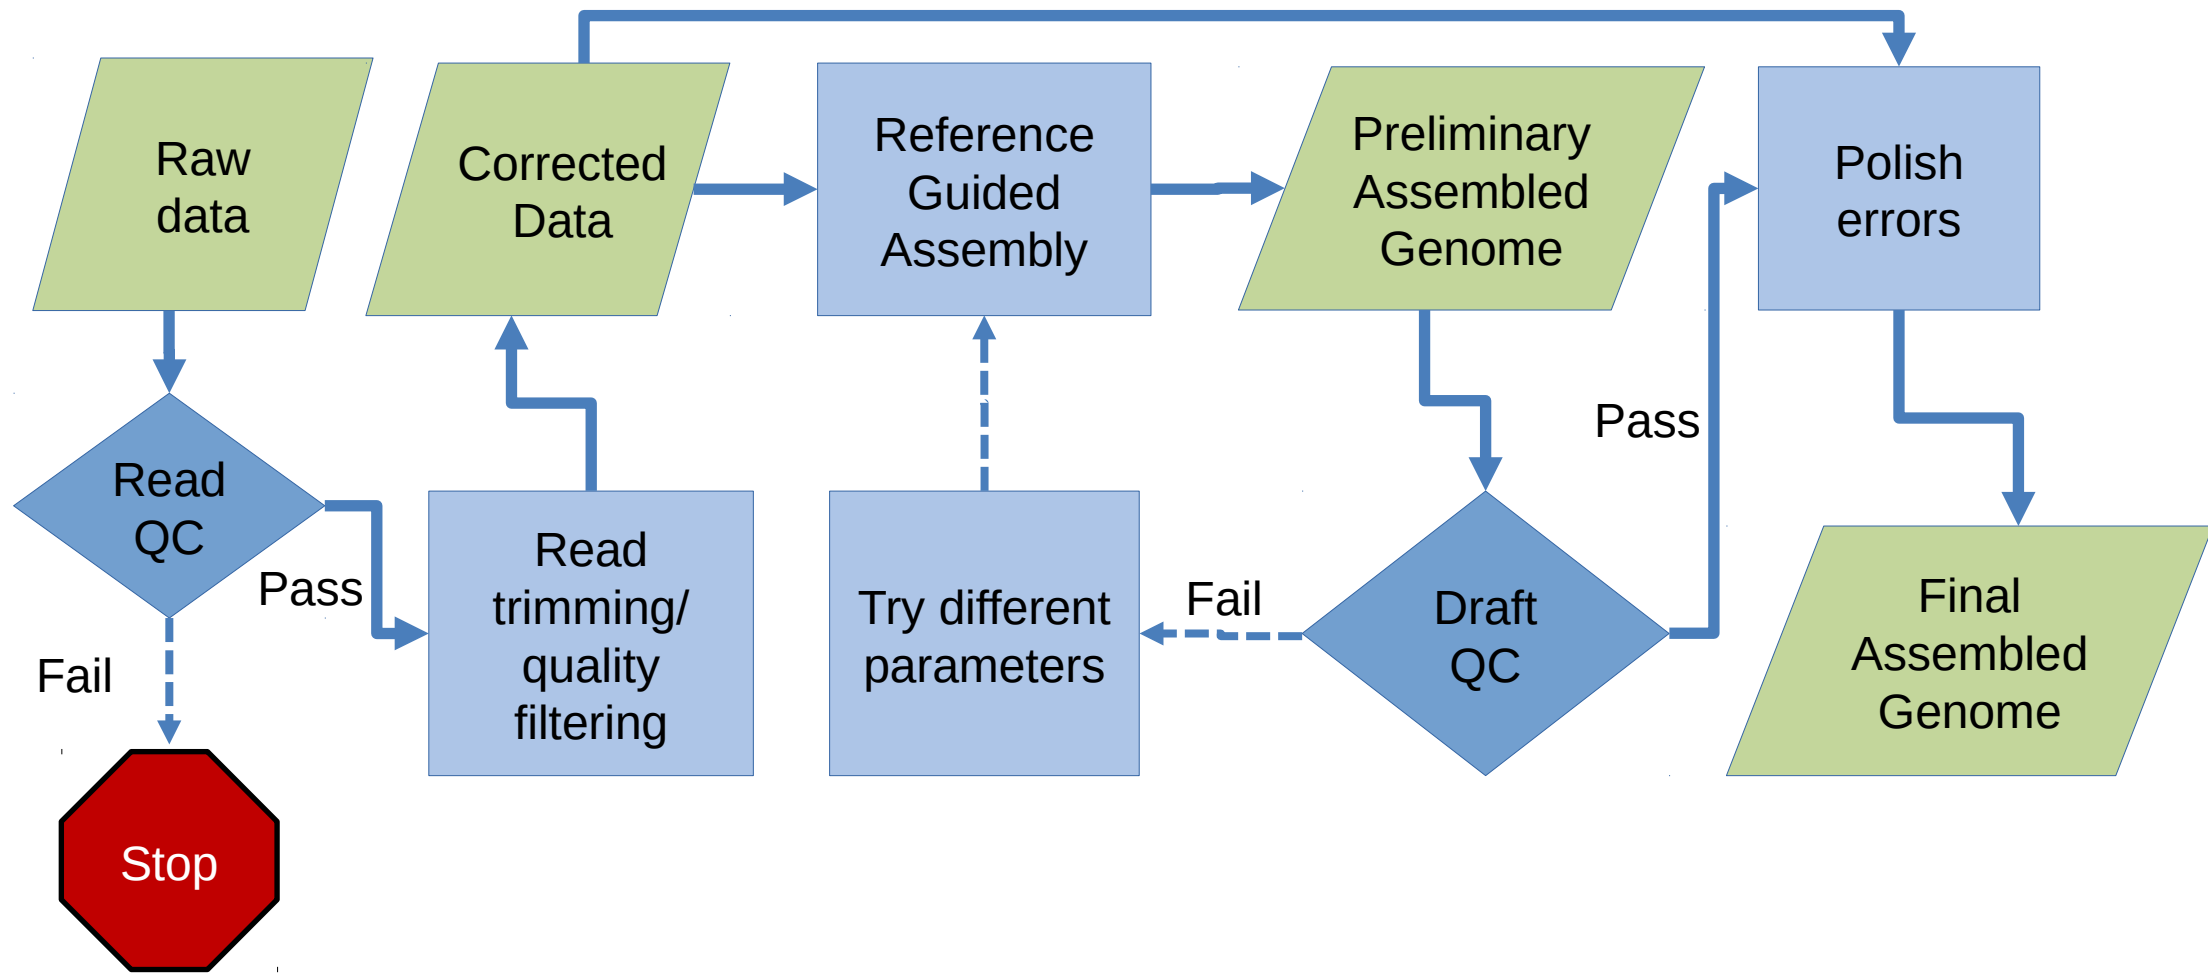 Raw
data
Corrected
Data
Reference
Guided
Assembly
Preliminary
Assembled
Genome
Polish
errors
Read
QC
Pass
Fail
Stop
Read
trimming/
quality
filtering
Try different
parameters
Fail
Draft
QC
Pass
Final
Assembled
Genome